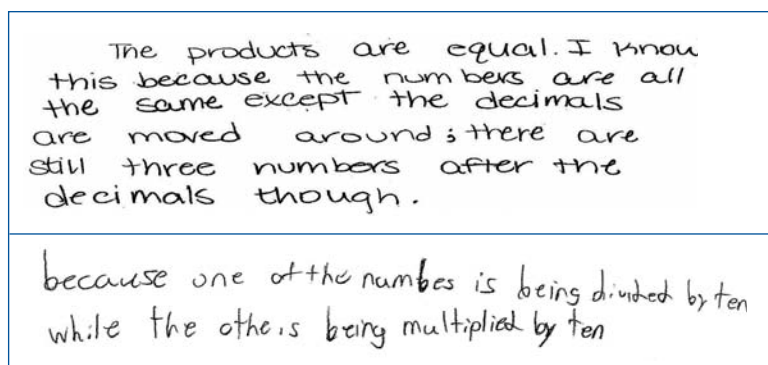 The products are equal. I know
this because the numbers are all
the same except the decimals
are moved around; there are
still three numbers after the
decimals though.
because one of the numbes is being divided by ten
while the othe is being multiplied by ten